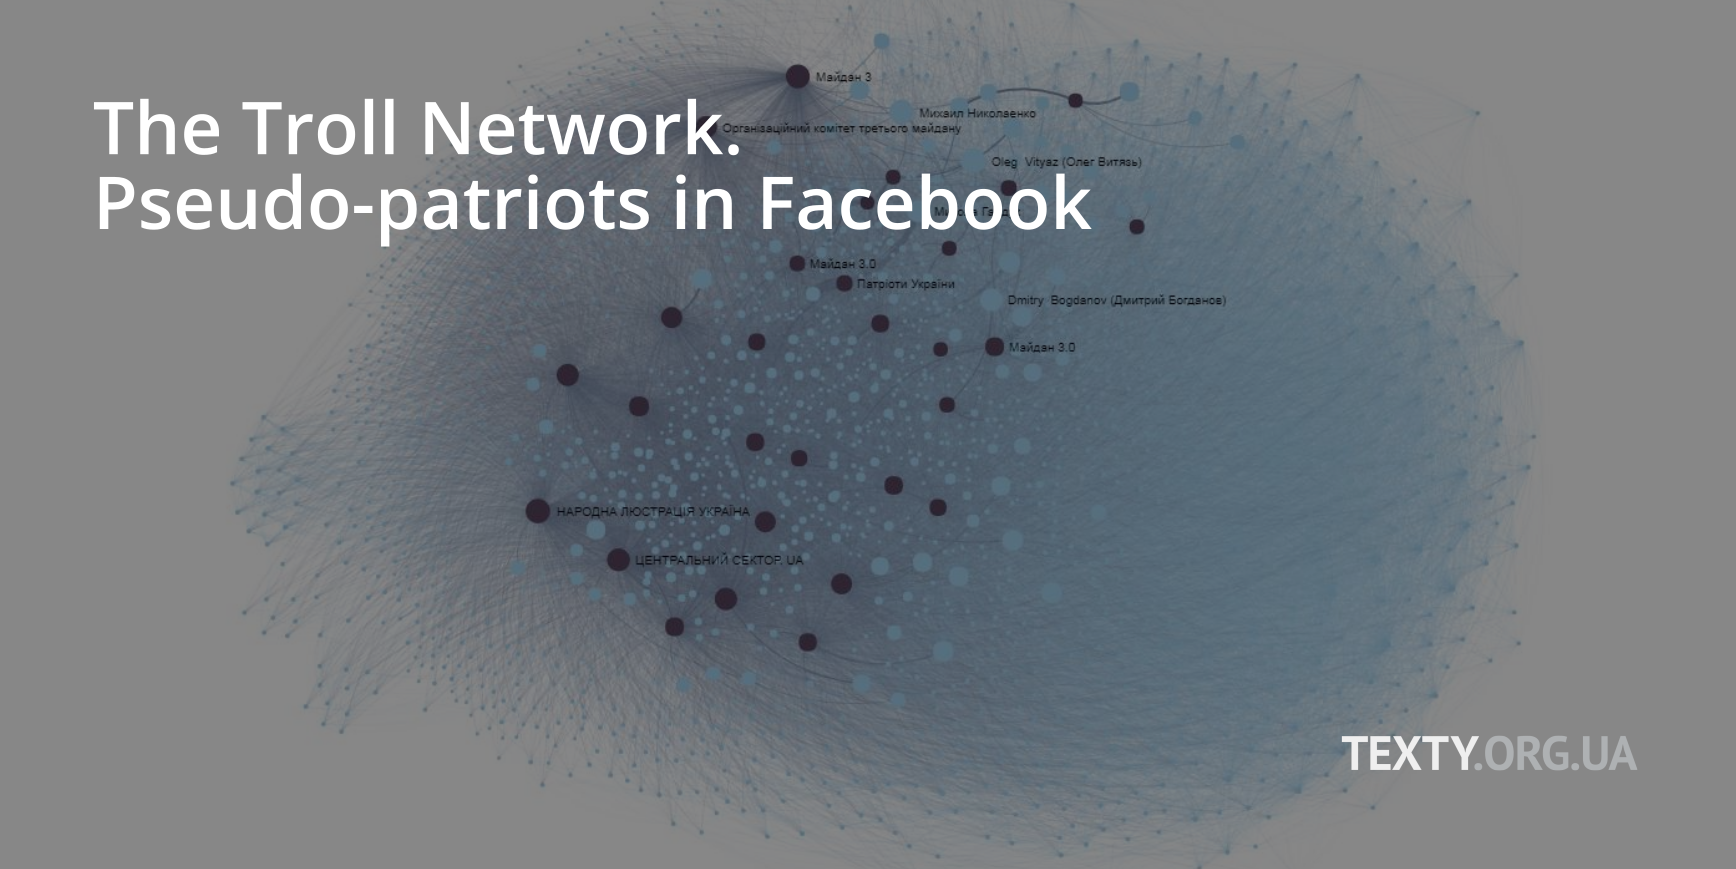 Майдан 3
Михаил Николаенко
The Troll Network.
Організаційний комітет третього майдану
Oleg Vityaz (Олег Витязь)
Pseudo-patriots in Facebook
Майдан 3.0
Патріоти України
Dmitry Bogdanov (Дмитрий Богданов)
Майдан 3.0
НАРОДНА ЛЮСТРАЦІЯ УКРАЇНА
ЦЕНТРАЛЬНИЙ СЕКТОР. UA
TEXTY.ORG.UA